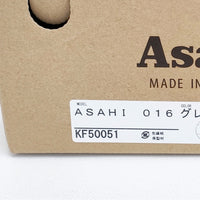 Asa
MADE IN
ASAHI 016 グレ
KF50051